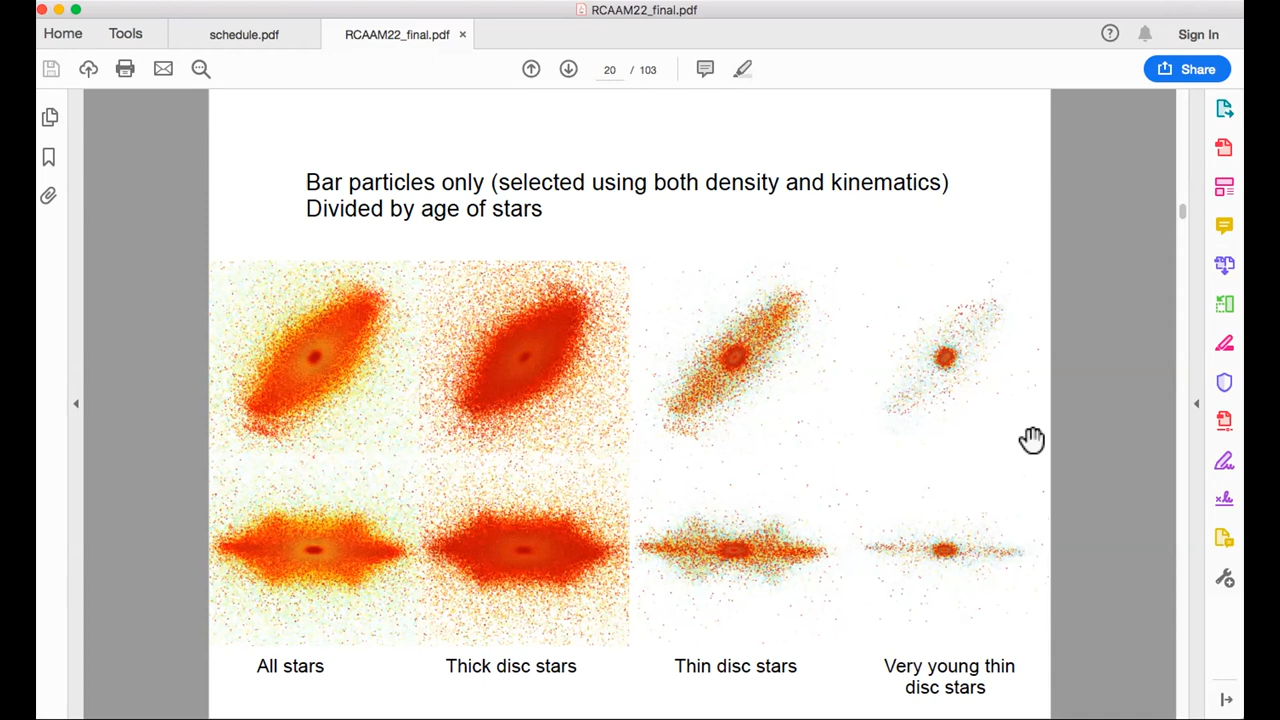 RCAAM22_final.pdf
Home Tools schedule.pdf RCAAM22_final.pdf × Sign In
20 / 103 Share
Bar particles only (selected using both density and kinematics)
Divided by age of stars
All stars Thick disc stars Thin disc stars Very young thin
disc stars